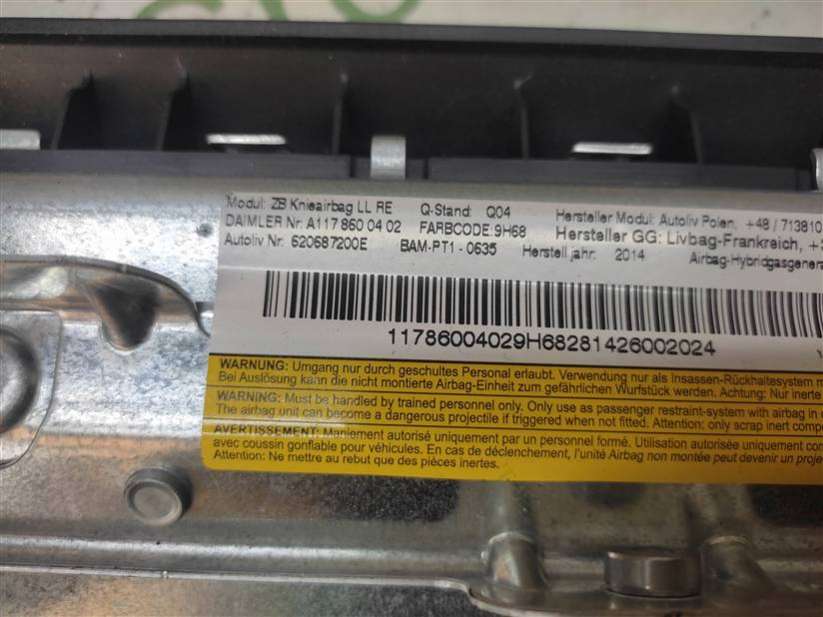 Modul: ZB Knieairbag LL RE Q-Stand: Q04 Hersteller Modul: Autoliv Polen, +48 / 713810
DAIMLER Nr: A117 860 04 02 FARBCODE: 9H68 Hersteller GG: Livbag-Frankreich,
Autoliv Nr: 620687200E BAM-PT1 - 0635 Herstelljahr: 2014 Airbag-Hybridgasgenera
11786004029H68281426002024
WARNUNG: Umgang nur durch geschultes Personal erlaubt. Verwendung nur als Insassen-Rückhaltesystem
Bei Auslösung kann die nicht montierte Airbag-Einheit zum gefährlichen Wurfstück werden. Achtung: Nur inerte
WARNING: Must be handled by trained personnel only. Only use as passenger restraint-system with airbag in
The airbag unit can become a dangerous projectile if triggered when not fitted. Attention: only scrap inert comp
AVERTISSEMENT: Maniement autorisé uniquement par un personnel formé. Utilisation autorisée uniquement
avec coussin gonflable pour véhicules. En cas de déclenchement, l'unité Airbag non montée peut devenir un proje
Attention: Ne mettre au rebut que des pièces inertes.